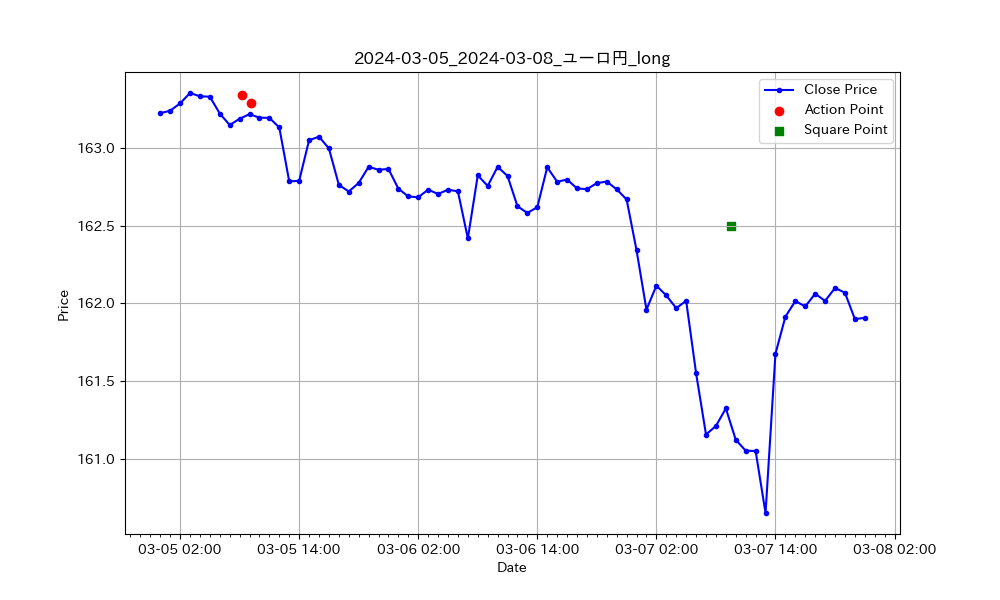 2024-03-05_2024-03-08_ユーロ円_long
Close Price
Action Point
Square Point
Price
163.0
162.5
162.0
161.5
161.0
03-05 02:00 03-05 14:00 03-06 02:00 03-06 14:00 03-07 02:00 03-07 14:00 03-08 02:00
Date